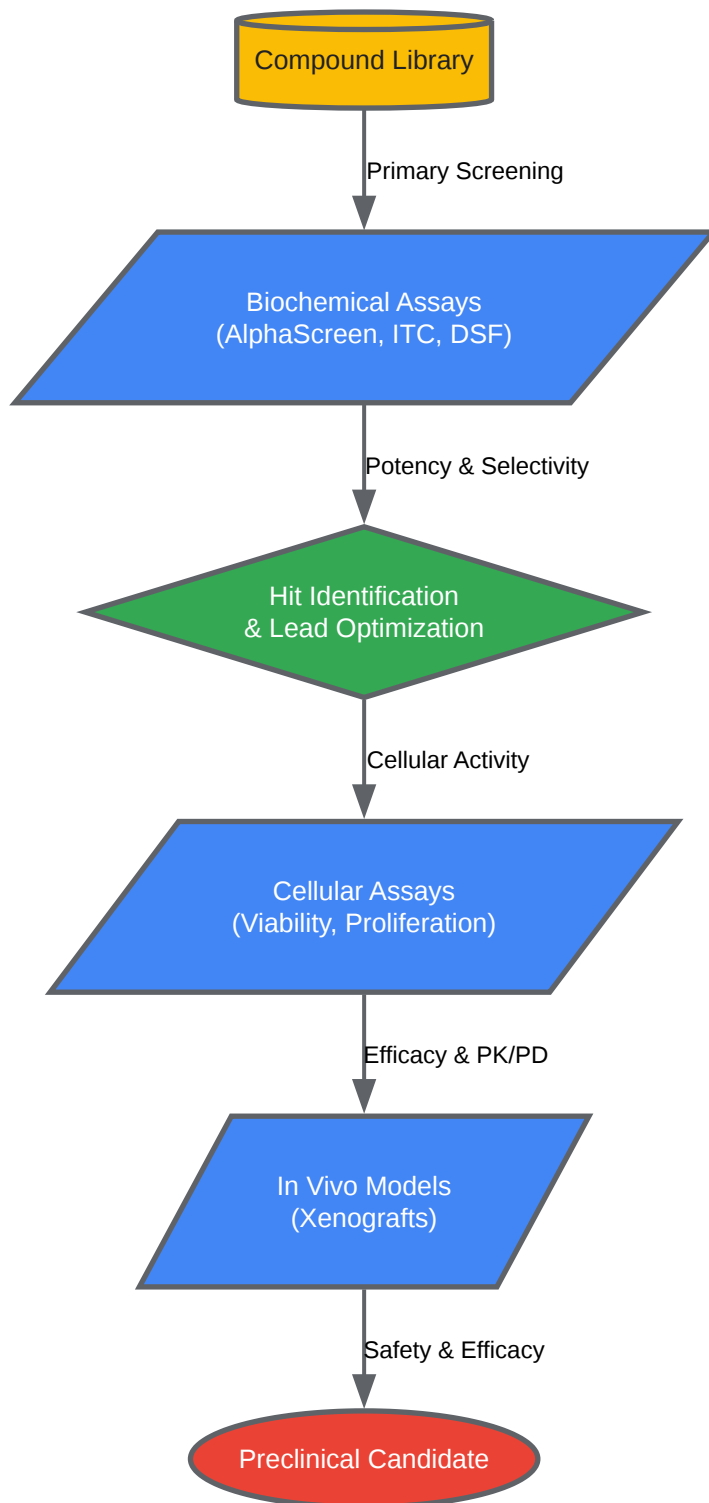 Compound Library
Primary Screening
Biochemical Assays
(AlphaScreen, ITC, DSF)
Potency & Selectivity
Hit Identification
& Lead Optimization
Cellular Activity
Cellular Assays
(Viability, Proliferation)
Efficacy & PK/PD
In Vivo Models
(Xenografts)
Safety & Efficacy
Preclinical Candidate